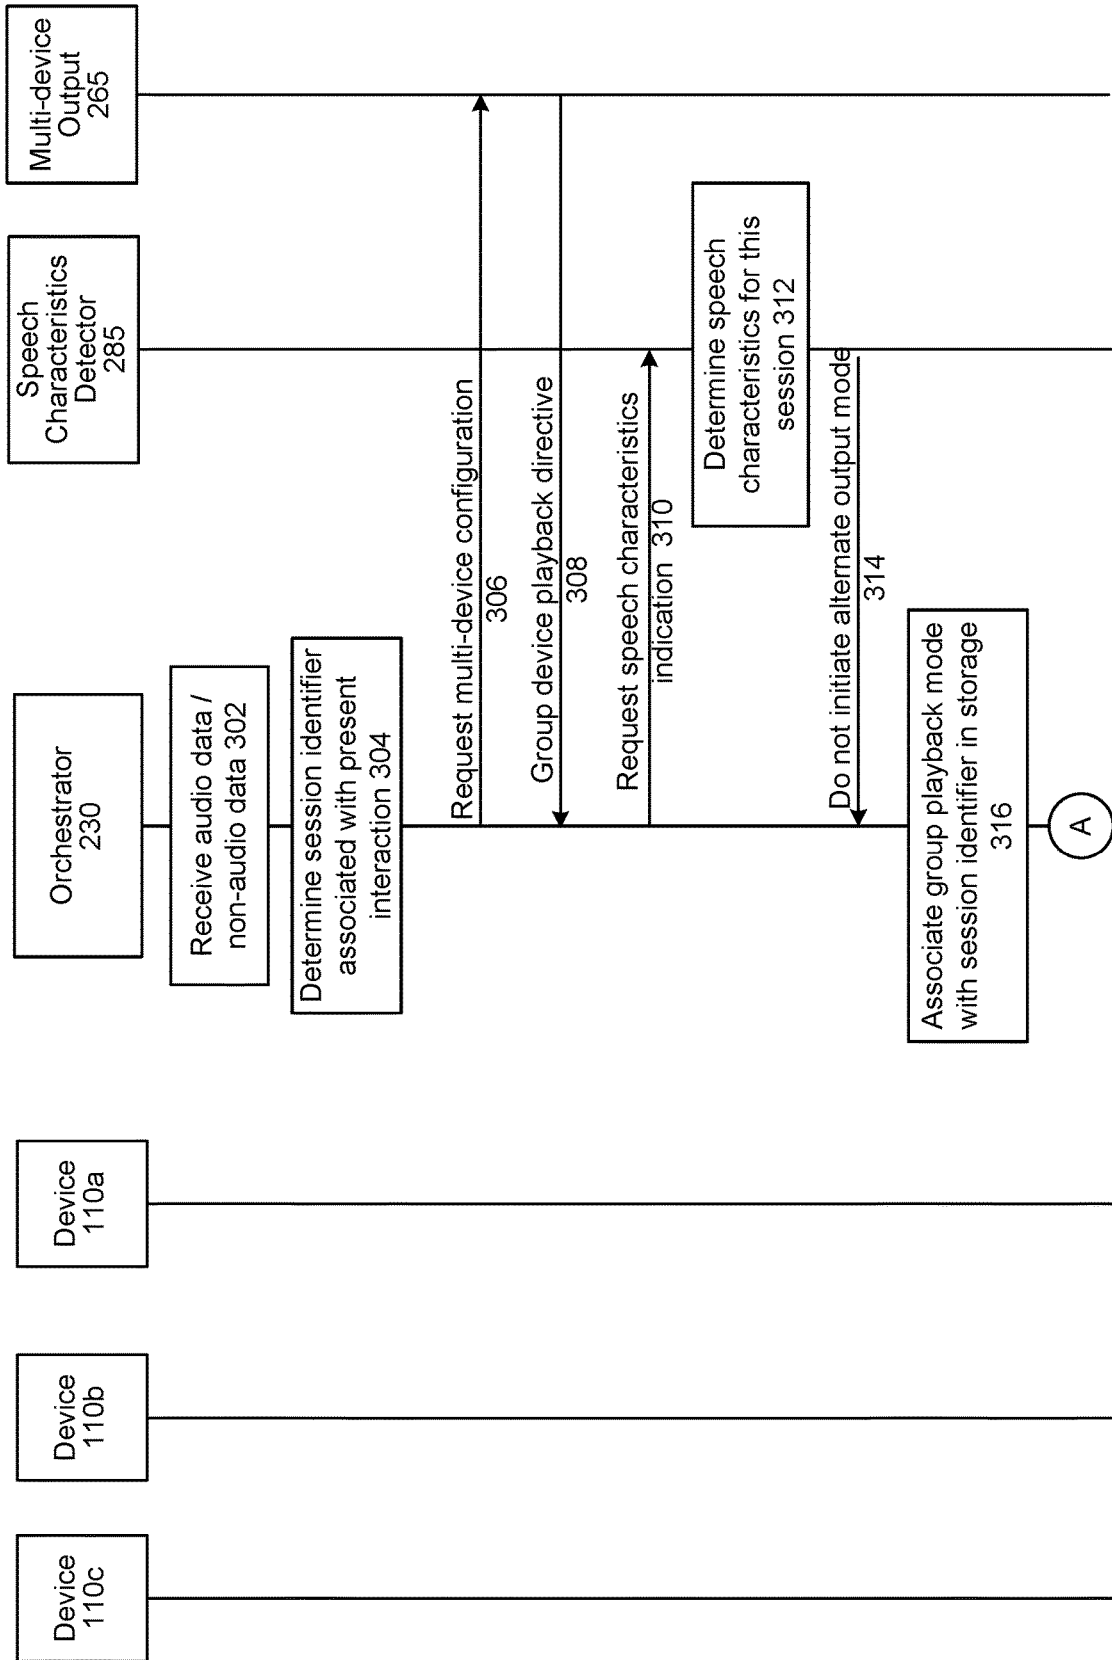 Device
110c
Device
110b
Device
110a
Orchestrator
230
Speech
Characteristics
Detector
285
Multi-device
Output
265
Receive audio data /
non-audio data 302
Determine session identifier
associated with present
interaction 304
Request multi-device configuration
306
Group device playback directive
308
Request speech characteristics
indication 310
Determine speech
characteristics for this
session 312
Do not initiate alternate output mode
314
Associate group playback mode
with session identifier in storage
316
A